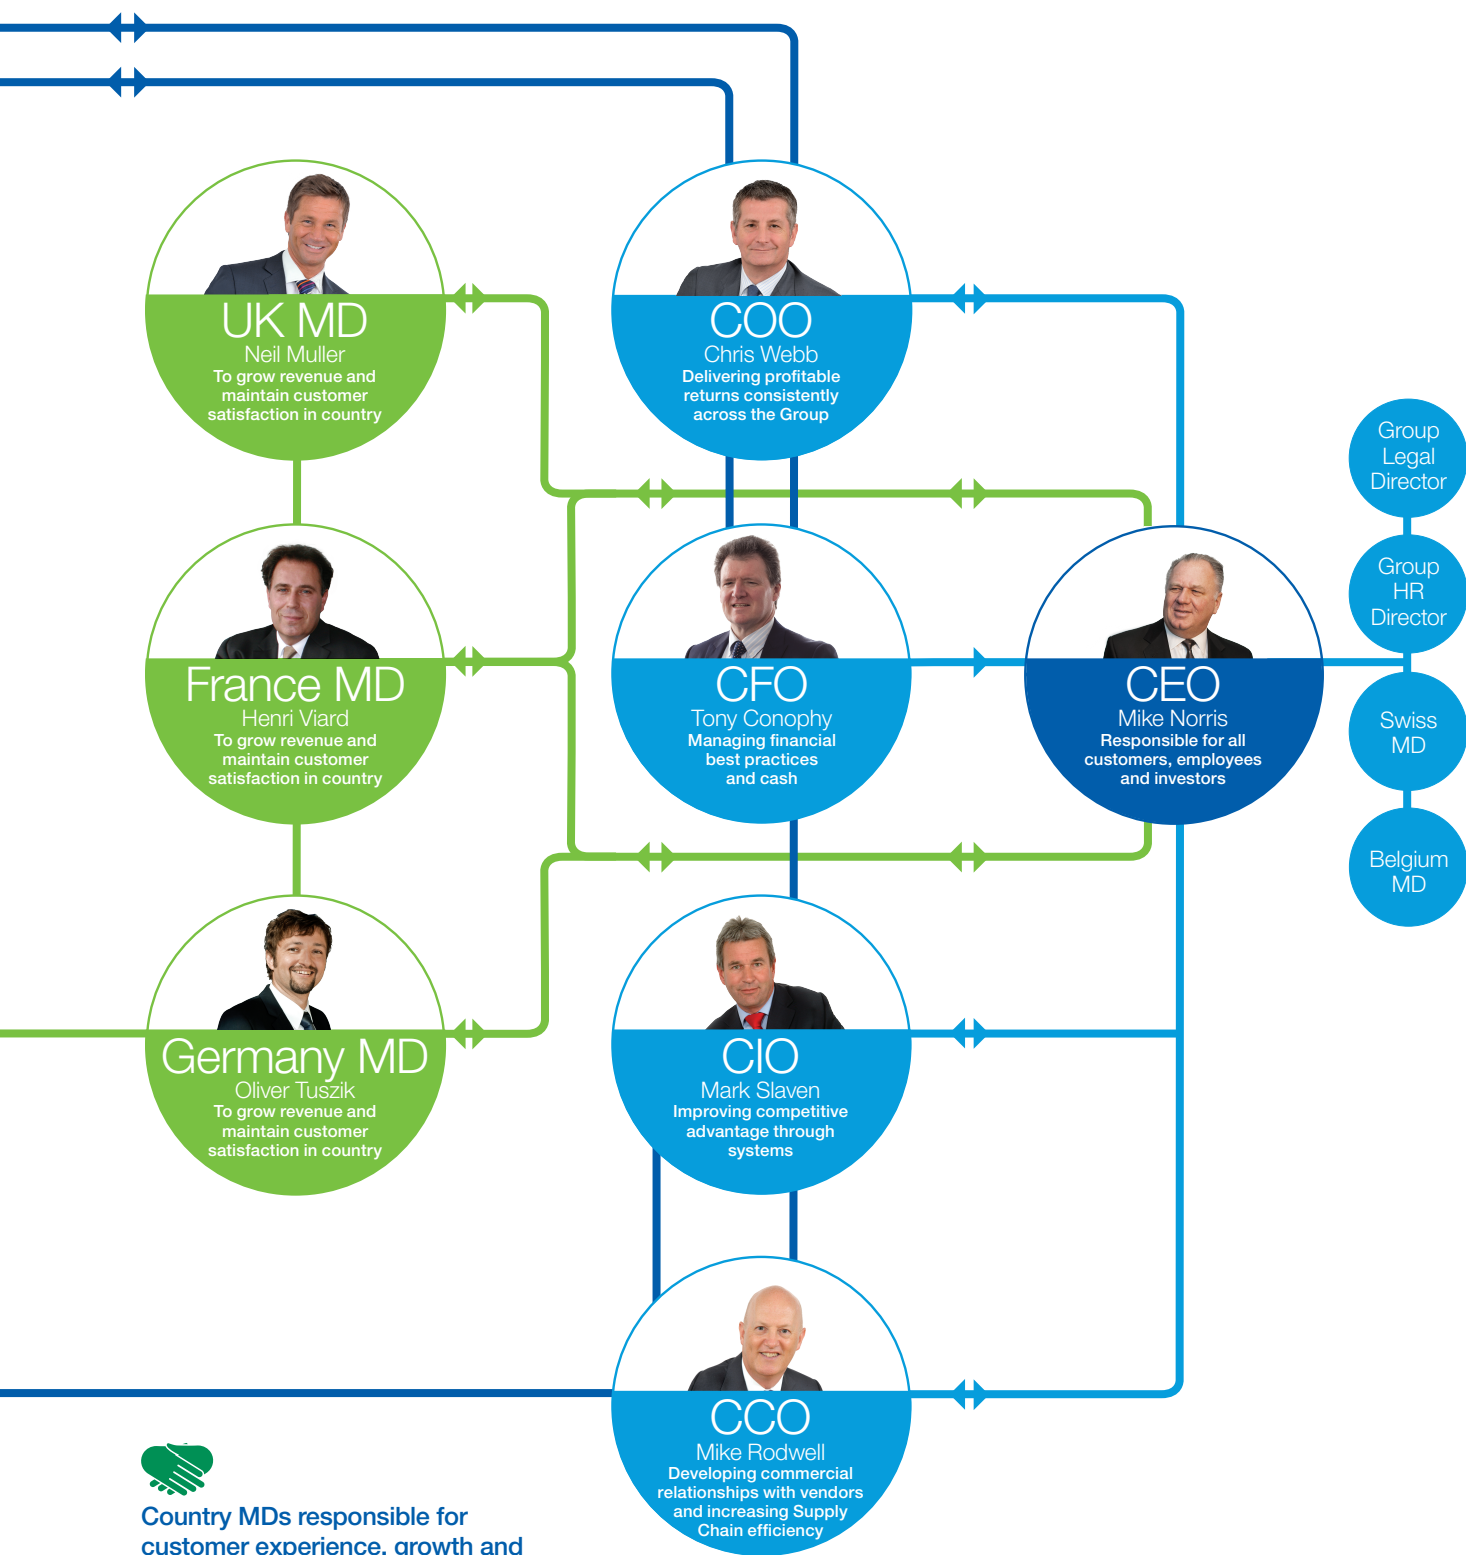 UK MD
Neil Muller
To grow revenue and
maintain customer
satisfaction in country
COO
Chris Webb
Delivering profitable
returns consistently
across the Group
Group
Legal
Director
Group
HR
Director
France MD
Henri Viard
To grow revenue and
maintain customer
satisfaction in country
CFO
Tony Conophy
Managing financial
best practices
and cash
CEO
Mike Norris
Responsible for all
customers, employees
and investors
Swiss
MD
Belgium
MD
Germany MD
Oliver Tuszik
To grow revenue and
maintain customer
satisfaction in country
CIO
Mark Slaven
Improving competitive
advantage through
systems
CCO
Mike Rodwell
Developing commercial
relationships with vendors
and increasing Supply
Chain efficiency
Country MDs responsible for
customer experience, growth and